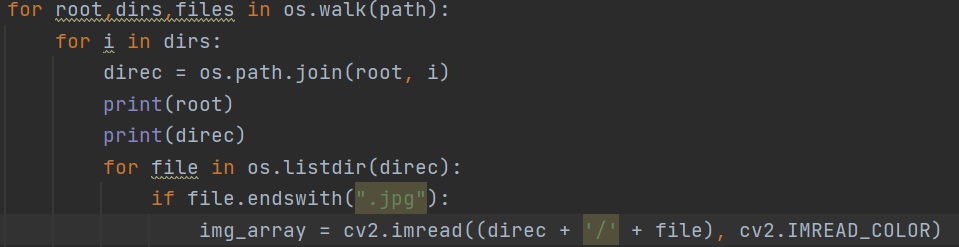 for root,dirs,files in os.walk(path):
    for i in dirs:
        direc = os.path.join(root, i)
        print(root)
        print(direc)
        for file in os.listdir(direc):
            if file.endswith(".jpg"):
                img_array = cv2.imread((direc + '/' + file), cv2.IMREAD_COLOR)